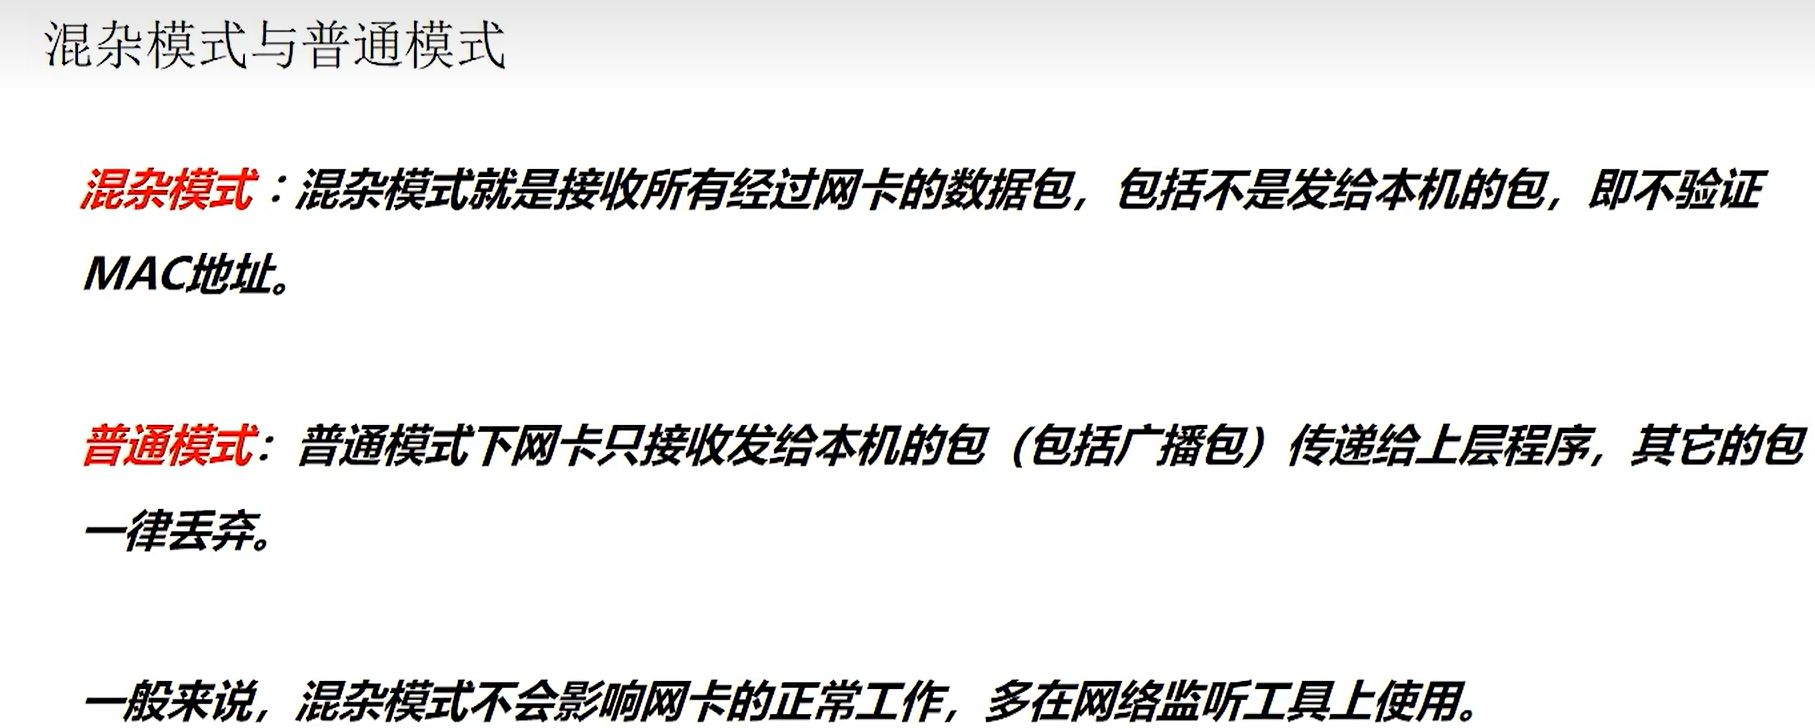 混杂模式与普通模式
混杂模式：混杂模式就是接收所有经过网卡的数据包，包括不是发给本机的包，即不验证
MAC地址。
普通模式：普通模式下网卡只接收发给本机的包（包括广播包）传递给上层程序，其它的包
一律丢弃。
一般来说，混杂模式不会影响网卡的正常工作，多在网络监听工具上使用。